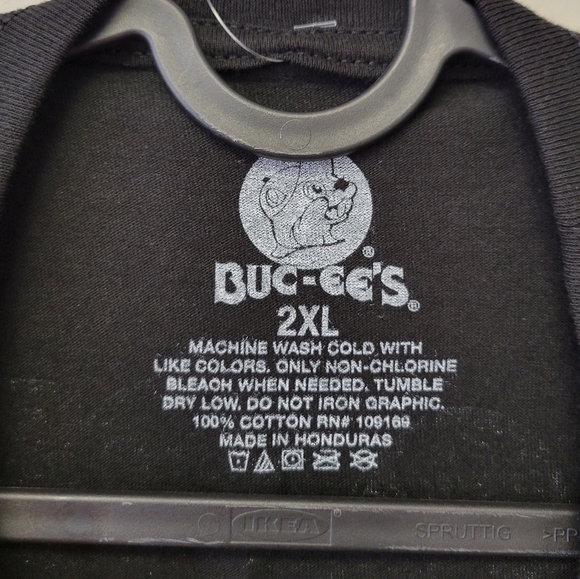 BUC-EE'S®
2XL
MACHINE WASH COLD WITH
LIKE COLORS. ONLY NON-CHLORINE
BLEACH WHEN NEEDED. TUMBLE
DRY LOW. DO NOT IRON GRAPHIC.
100% COTTON RN# 109169
MADE IN HONDURAS
IKEA® SPRUTTIG >PP